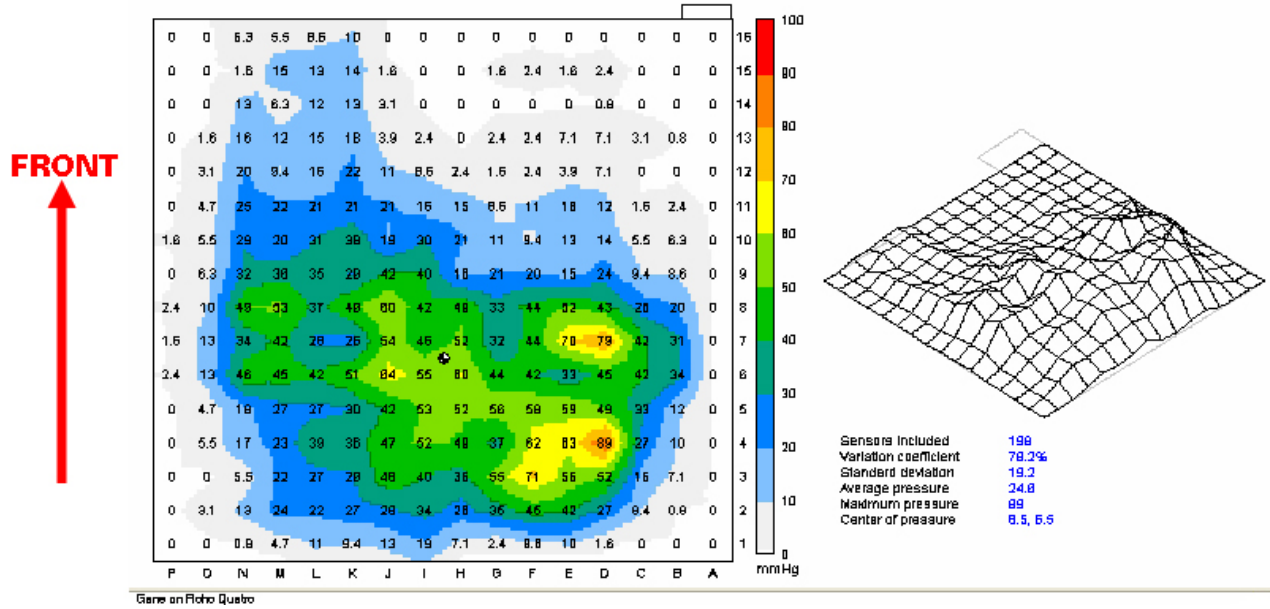 100
0 0 6.3 5.5 8.6 10 0 0 0 0 0 0 0 0 0 0 16
0 0 1.6 15 13 14 1.6 0 0 1.6 2.4 1.6 2.4 0 0 0 15
90
0 0 13 6.3 12 13 3.1 0 0 0 0 0 0.8 0 0 0 14
80
0 1.6 16 12 15 18 3.9 2.4 0 2.4 2.4 7.1 7.1 3.1 0.8 0 13
FRONT
0 3.1 20 9.4 16 22 11 8.6 2.4 1.6 2.4 3.9 7.1 0 0 0 12
70
0 4.7 25 22 21 21 21 16 15 8.6 11 18 12 1.6 2.4 0 11
60
1.6 5.5 29 20 31 39 19 30 21 11 9.4 13 14 5.5 6.3 0 10
0 6.3 32 36 35 29 42 40 18 21 20 15 24 9.4 8.6 0 9
50
2.4 10 49 53 37 49 60 42 49 33 44 52 43 26 20 0 8
40
1.6 13 34 42 28 26 54 46 52 32 44 70 79 42 31 0 7
2.4 13 46 45 42 51 64 55 60 44 42 33 45 42 34 0 6
30
0 4.7 18 27 27 30 42 53 52 56 58 59 49 33 12 0 5
20
0 5.5 17 23 39 36 47 52 49 37 62 63 89 27 10 0 4
0 0 5.5 22 27 29 46 40 36 55 71 56 52 16 7.1 0 3
10
0 3.1 13 24 22 27 29 34 28 35 45 42 27 9.4 0.8 0 2
0 0 0.8 4.7 11 9.4 13 19 7.1 2.4 8.6 10 1.6 0 0 0 1
0
P O N M L K J I H G F E D C B A
mmHg
Sensors included 198
Variation coefficient 78.2%
Standard deviation 19.2
Average pressure 24.6
Maximum pressure 89
Center of pressure 8.5, 6.5
Gene on Roho Quatro